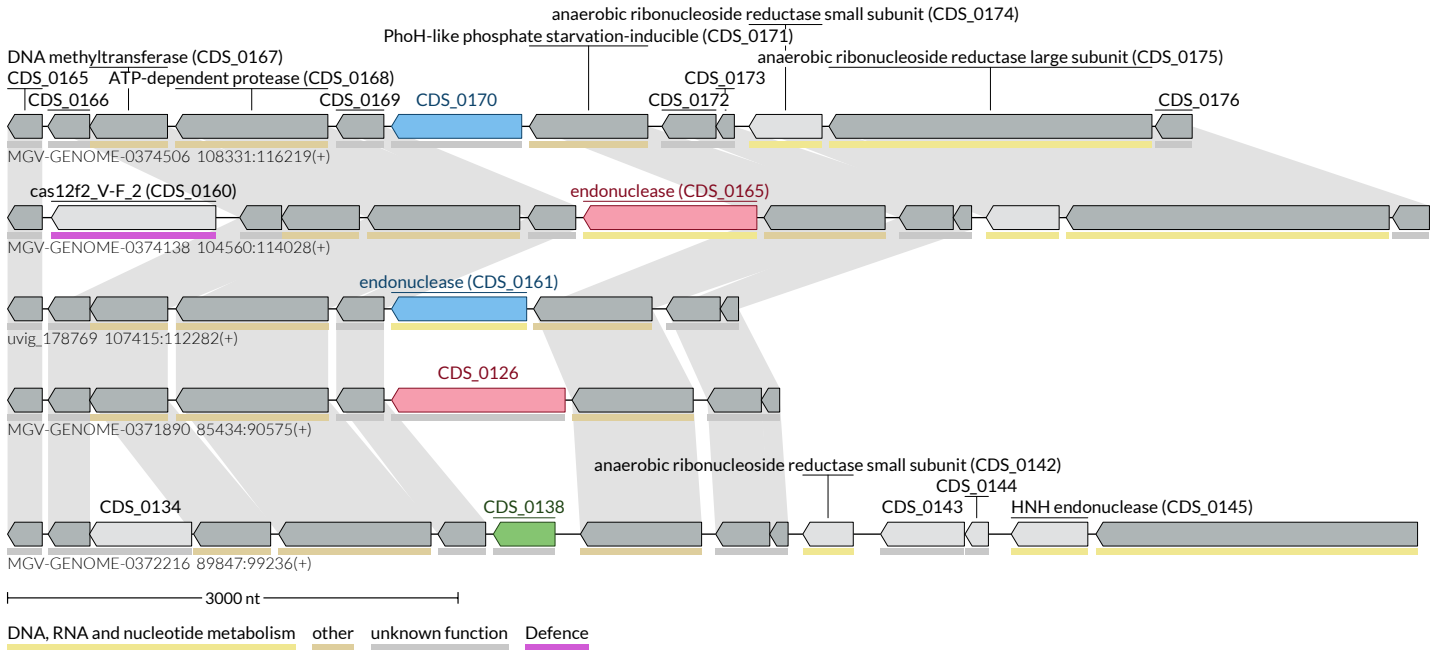 anaerobic ribonucleoside reductase small subunit (CDS_0174)
PhoH-like phosphate starvation-inducible (CDS_0171)
DNA methyltransferase (CDS_0167)
anaerobic ribonucleoside reductase large subunit (CDS_0175)
CDS_0165
ATP-dependent protease (CDS_0168)
CDS_0173
CDS_0166
CDS_0169
CDS_0170
CDS_0172
CDS_0176
MGV-GENOME-0374506 108331:116219(+)
cas12f2_V-F_2 (CDS_0160)
endonuclease (CDS_0165)
MGV-GENOME-0374138 104560:114028(+)
endonuclease (CDS_0161)
uvig_178769 107415:112282(+)
CDS_0126
MGV-GENOME-0371890 85434:90575(+)
anaerobic ribonucleoside reductase small subunit (CDS_0142)
CDS_0144
CDS_0134
CDS_0138
CDS_0143
HNH endonuclease (CDS_0145)
MGV-GENOME-0372216 89847:99236(+)
3000 nt
DNA, RNA and nucleotide metabolism
other
unknown function
Defence